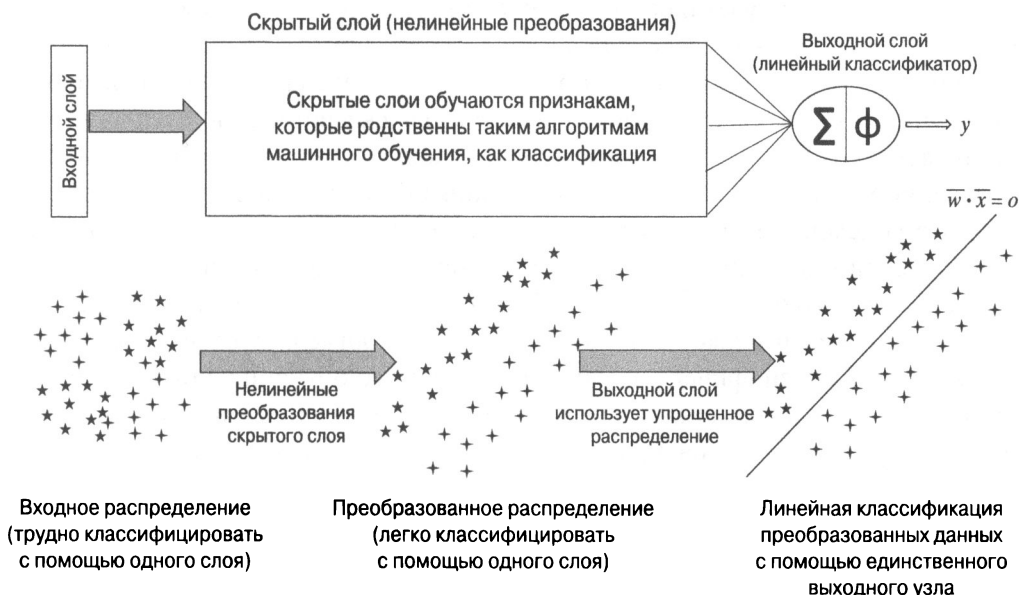 Скрытый слой (нелинейные преобразования)
Входной слой
Скрытые слои обучаются признакам,
которые родственны таким алгоритмам
машинного обучения, как классификация
Выходной слой
(линейный классификатор)
Σ ϕ
y
w · x = o
Нелинейные
преобразования
скрытого слоя
Выходной слой
использует упрощенное
распределение
Входное распределение
(трудно классифицировать
с помощью одного слоя)
Преобразованное распределение
(легко классифицировать
с помощью одного слоя)
Линейная классификация
преобразованных данных
с помощью единственного
выходного узла